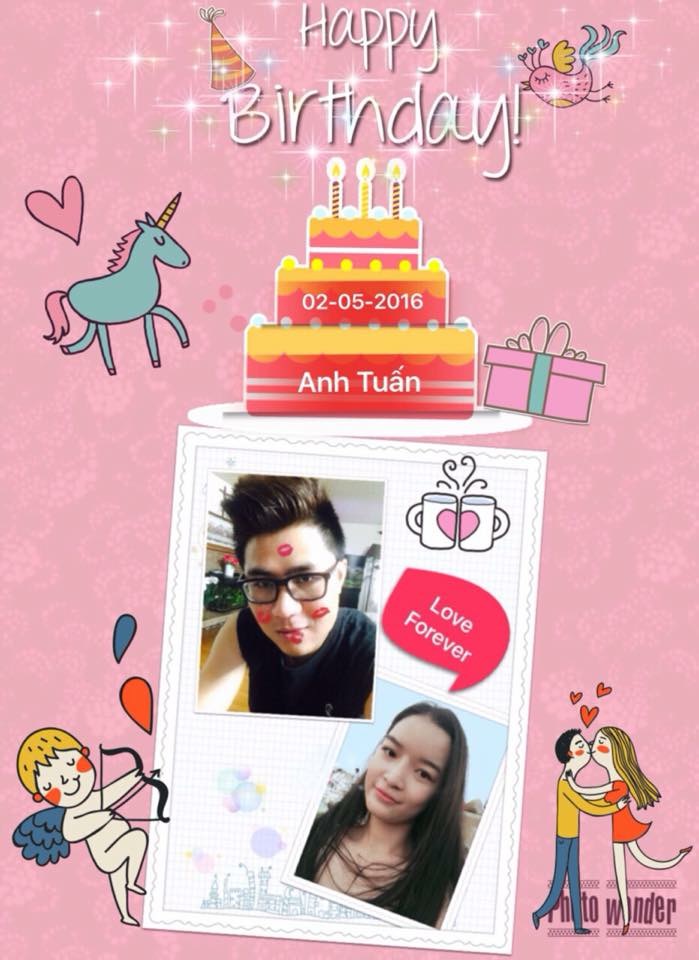 Happy
Birthday!
02-05-2016
Anh Tuấn
Love
Forever
Photo wonder